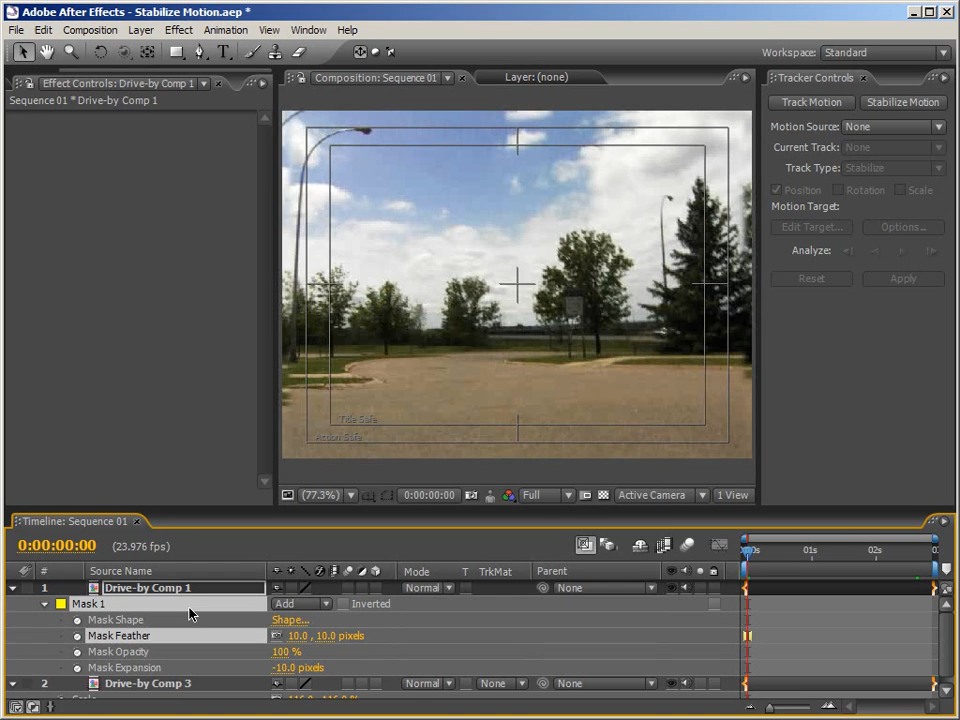 Adobe After Effects - Stabilize Motion.aep *
File Edit Composition Layer Effect Animation View Window Help
Workspace: Standard
Effect Controls: Drive-by Comp 1
Composition: Sequence 01
Layer: (none)
Tracker Controls
Sequence 01 * Drive-by Comp 1
Track Motion Stabilize Motion
Motion Source: None
Current Track: None
Track Type: Stabilize
Position Rotation Scale
Motion Target:
Edit Target... Options...
Analyze:
Reset Apply
Title Safe
Action Safe
(77.3%) 0:00:00:00 Full Active Camera 1 View
Timeline: Sequence 01
0:00:00:00 (23.976 fps)
01s 02s
# Source Name Mode T TrkMat Parent
1 Drive-by Comp 1 Normal None
Mask 1 Add Inverted
Mask Shape Shape...
Mask Feather 10.0 , 10.0 pixels
Mask Opacity 100 %
Mask Expansion -10.0 pixels
2 Drive-by Comp 3 Normal None None